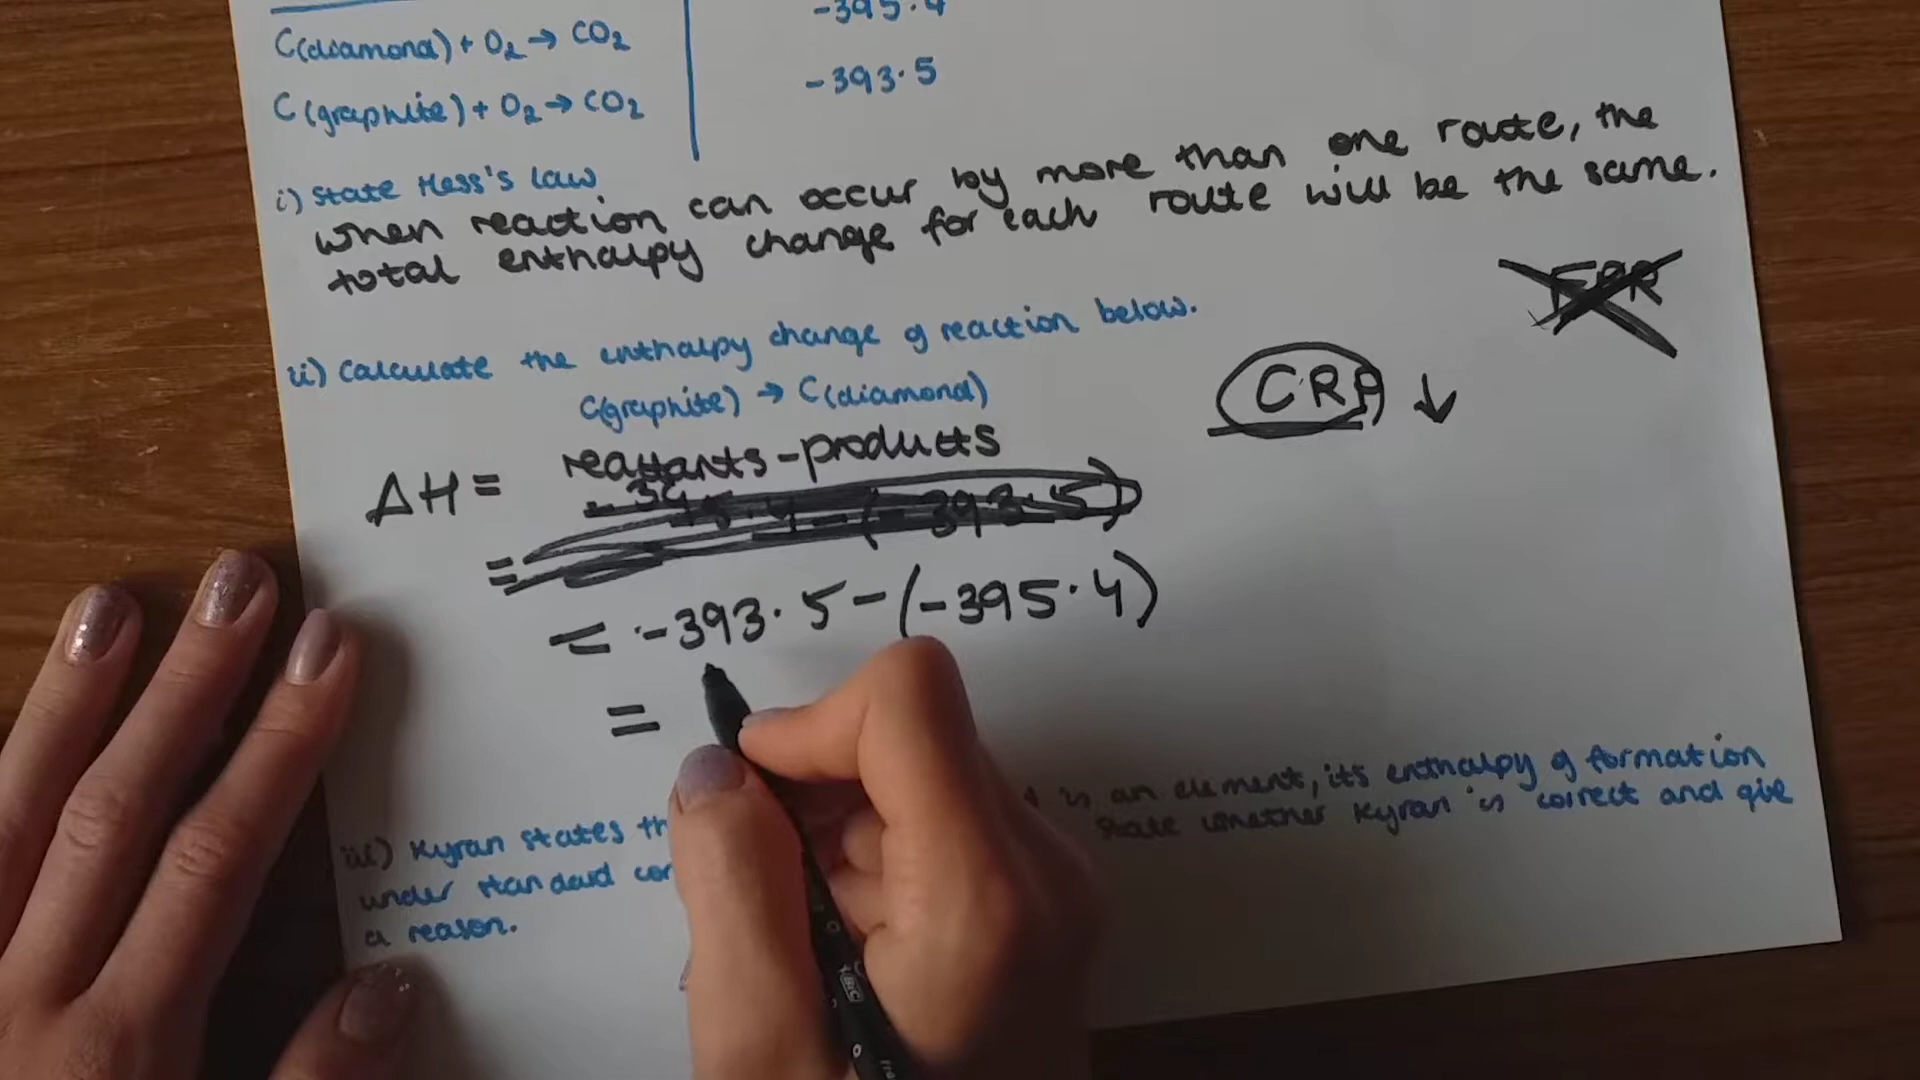 -395.4
C(diamond) + O2 → CO2
-393.5
C(graphite) + O2 → CO2
i) State Hess's law
when reaction can occur by more than one route, the
total enthalpy change for each route will be the same.
ii) Calculate the enthalpy change of reaction below.
C(graphite) → C(diamond)
CRP ↓
ΔH = reactants - products
=
= -393.5 - (-395.4)
=
iii) Kyran states is an element, its enthalpy of formation
under standard state whether Kyran is correct and give
a reason.
BIC